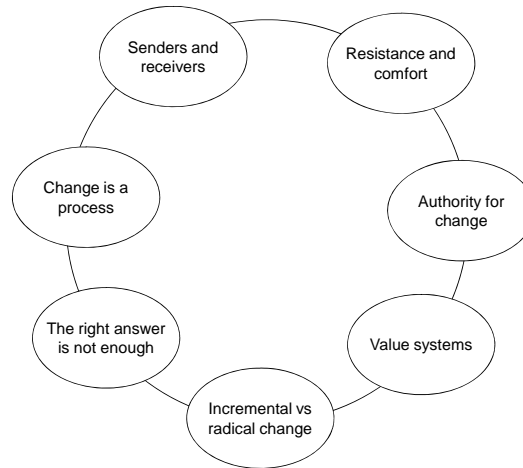 Senders and
receivers
Resistance and
comfort
Change is a
process
Authority for
change
The right answer
is not enough
Value systems
Incremental vs
radical change